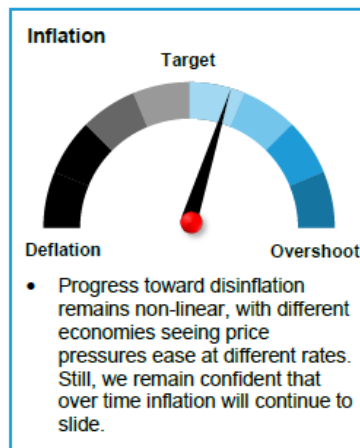 Inflation
Target
Deflation
Overshoot
• Progress toward disinflation
remains non-linear, with different
economies seeing price
pressures ease at different rates.
Still, we remain confident that
over time inflation will continue to
slide.